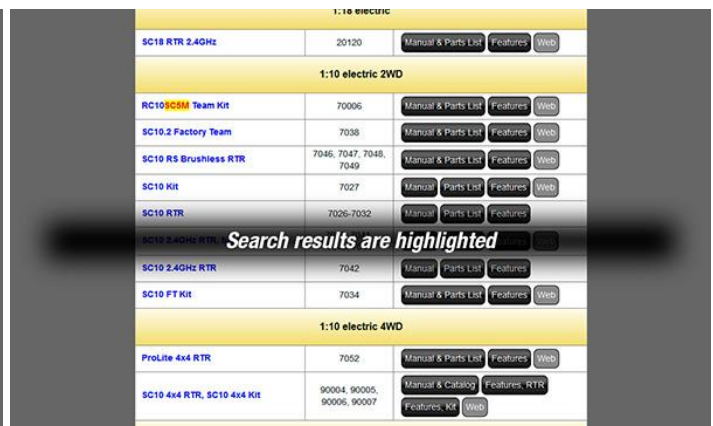 1:18 electric
SC18 RTR 2.4GHz 20120 Manual & Parts List Features Web
1:10 electric 2WD
RC10SC5M Team Kit 70006 Manual & Parts List Features Web
SC10.2 Factory Team 7038 Manual & Parts List Features Web
SC10 RS Brushless RTR 7046, 7047, 7048, 7049 Manual & Parts List Features Web
SC10 Kit 7027 Manual Parts List Features Web
SC10 RTR 7026-7032 Manual Parts List Features
Search results are highlighted
SC10 2.4GHz RTR 7042 Manual Parts List Features
SC10 FT Kit 7034 Manual & Parts List Features Web
1:10 electric 4WD
ProLite 4x4 RTR 7052 Manual & Parts List Features Web
SC10 4x4 RTR, SC10 4x4 Kit 90004, 90005, 90006, 90007 Manual & Catalog Features, RTR
Features, Kit Web